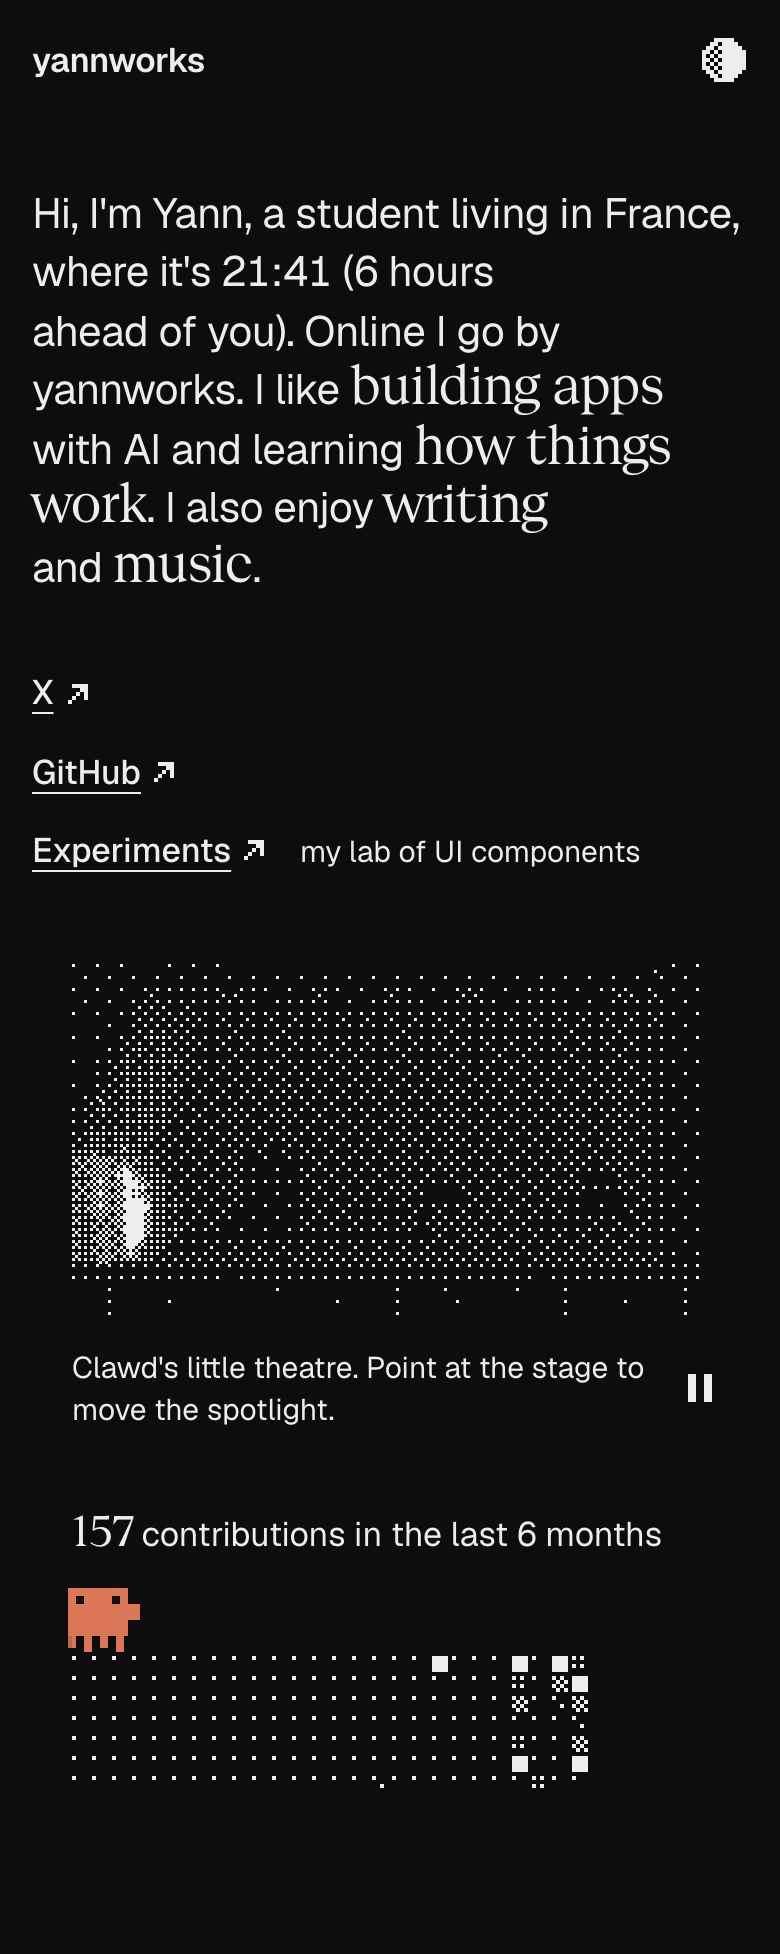 yannworks
Hi, I'm Yann, a student living in France,
where it's 21:41 (6 hours
ahead of you). Online I go by
yannworks. I like building apps
with AI and learning how things
work. I also enjoy writing
and music.
X
GitHub
Experiments my lab of UI components
Clawd's little theatre. Point at the stage to
move the spotlight.
157 contributions in the last 6 months